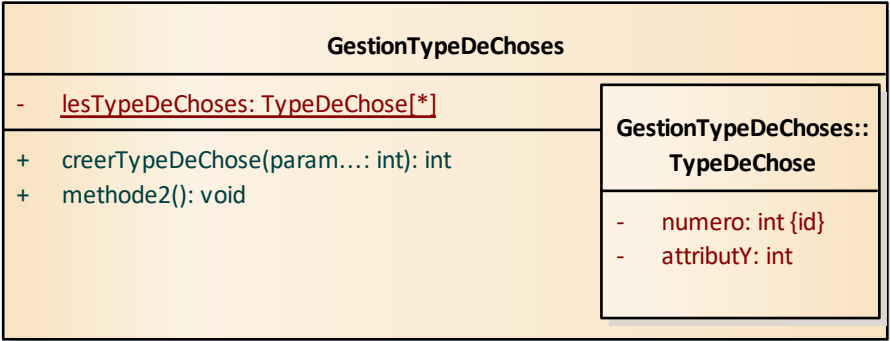 GestionTypeDeChoses
- lesTypeDeChoses: TypeDeChose[*]
+ creerTypeDeChose(param…: int): int
+ methode2(): void
GestionTypeDeChoses::
TypeDeChose
- numero: int {id}
- attributY: int